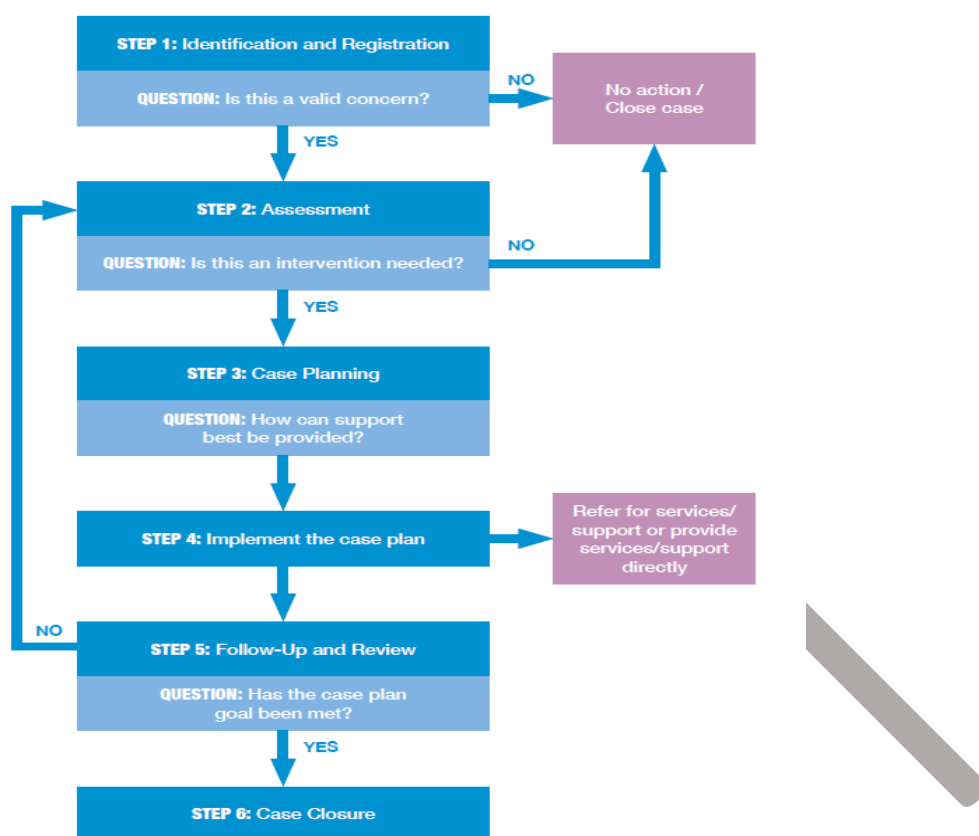 STEP 1: Identification and Registration
QUESTION: Is this a valid concern?
NO
No action /
Close case
YES
STEP 2: Assessment
QUESTION: Is this an intervention needed?
NO
YES
STEP 3: Case Planning
QUESTION: How can support
best be provided?
STEP 4: Implement the case plan
Refer for services/
support or provide
services/support
directly
NO
STEP 5: Follow-Up and Review
QUESTION: Has the case plan
goal been met?
YES
STEP 6: Case Closure